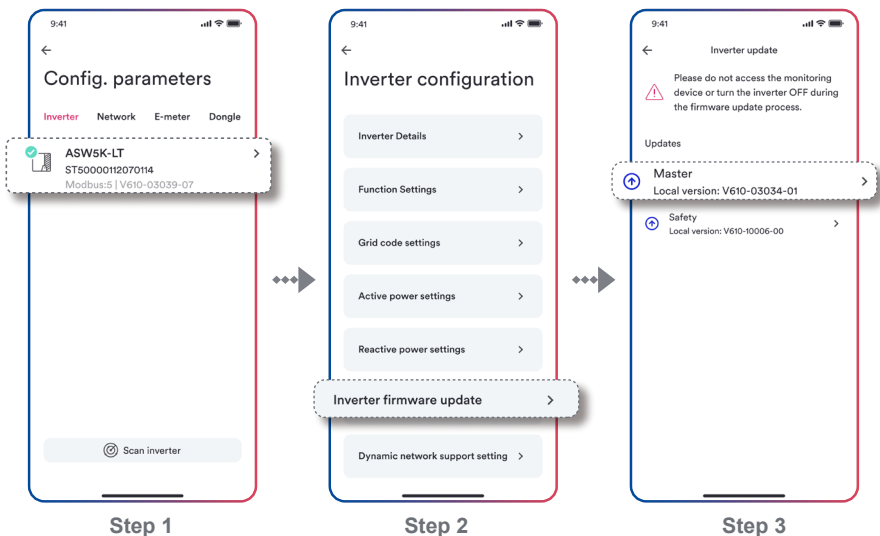 9:41
Config. parameters
Inverter Network E-meter Dongle
ASW5K-LT
ST50000112070114
Modbus:5 | V610-03039-07
Scan inverter
Step 1
9:41
Inverter configuration
Inverter Details
Function Settings
Grid code settings
Active power settings
Reactive power settings
Inverter firmware update
Dynamic network support setting
Step 2
9:41
Inverter update
Please do not access the monitoring
device or turn the inverter OFF during
the firmware update process.
Updates
Master
Local version: V610-03034-01
Safety
Local version: V610-10006-00
Step 3